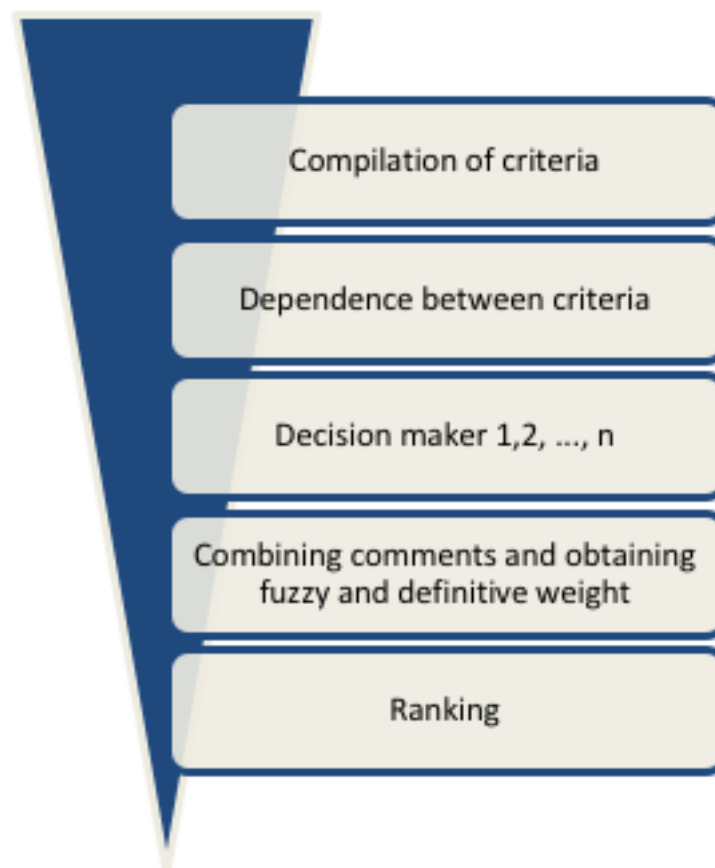 Compilation of criteria
Dependence between criteria
Decision maker 1,2, ..., n
Combining comments and obtaining
fuzzy and definitive weight
Ranking